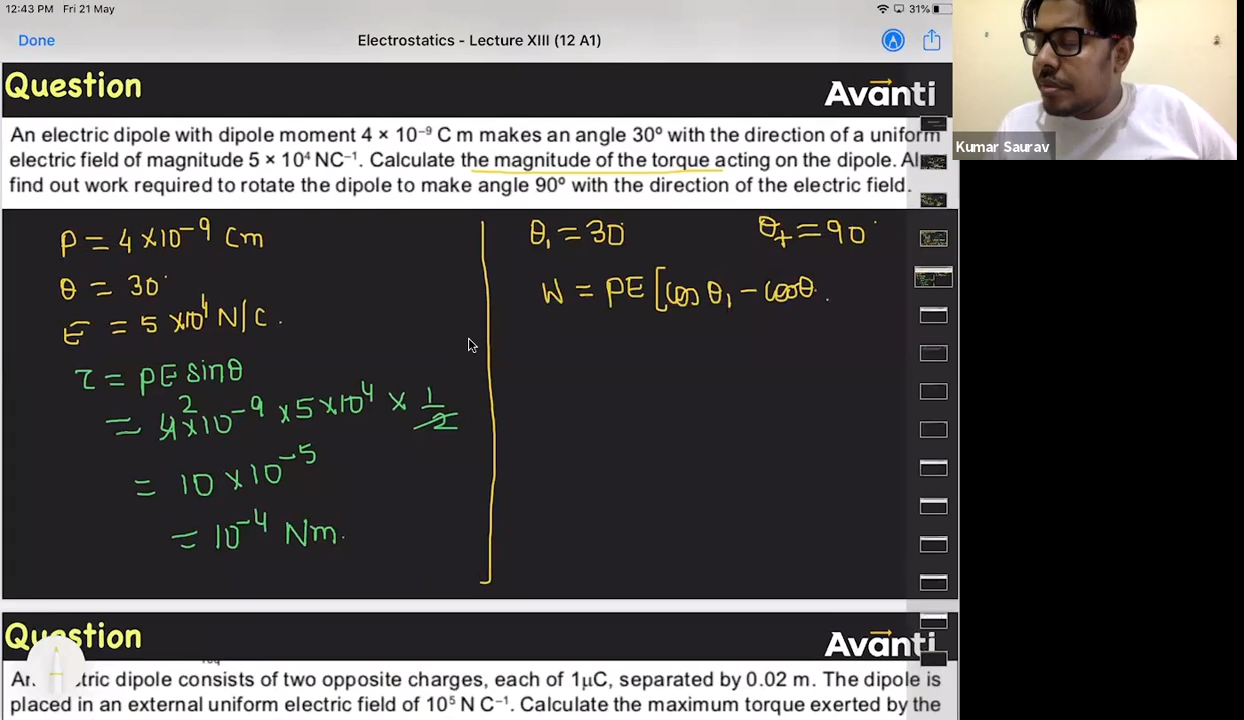 12:43 PM Fri 21 May
31%
Done
Electrostatics - Lecture XIII (12 A1)
Question
Avanti
An electric dipole with dipole moment 4 × 10⁻⁹ C m makes an angle 30º with the direction of a uniform
electric field of magnitude 5 × 10⁴ NC⁻¹. Calculate the magnitude of the torque acting on the dipole. Al
find out work required to rotate the dipole to make angle 90º with the direction of the electric field.
Kumar Saurav
P = 4 × 10⁻⁹ Cm
θ = 30°
E = 5 × 10⁴ N/C.
τ = PE sinθ
= 4 2 × 10⁻⁹ × 5 × 10⁴ × 1/2
= 10 × 10⁻⁵
= 10⁻⁴ Nm.
θ₁ = 30° θ₂ = 90°
W = PE [cos θ₁ − cosθ
Question
Avanti
tric dipole consists of two opposite charges, each of 1μC, separated by 0.02 m. The dipole is
placed in an external uniform electric field of 10⁵ N C⁻¹. Calculate the maximum torque exerted by the